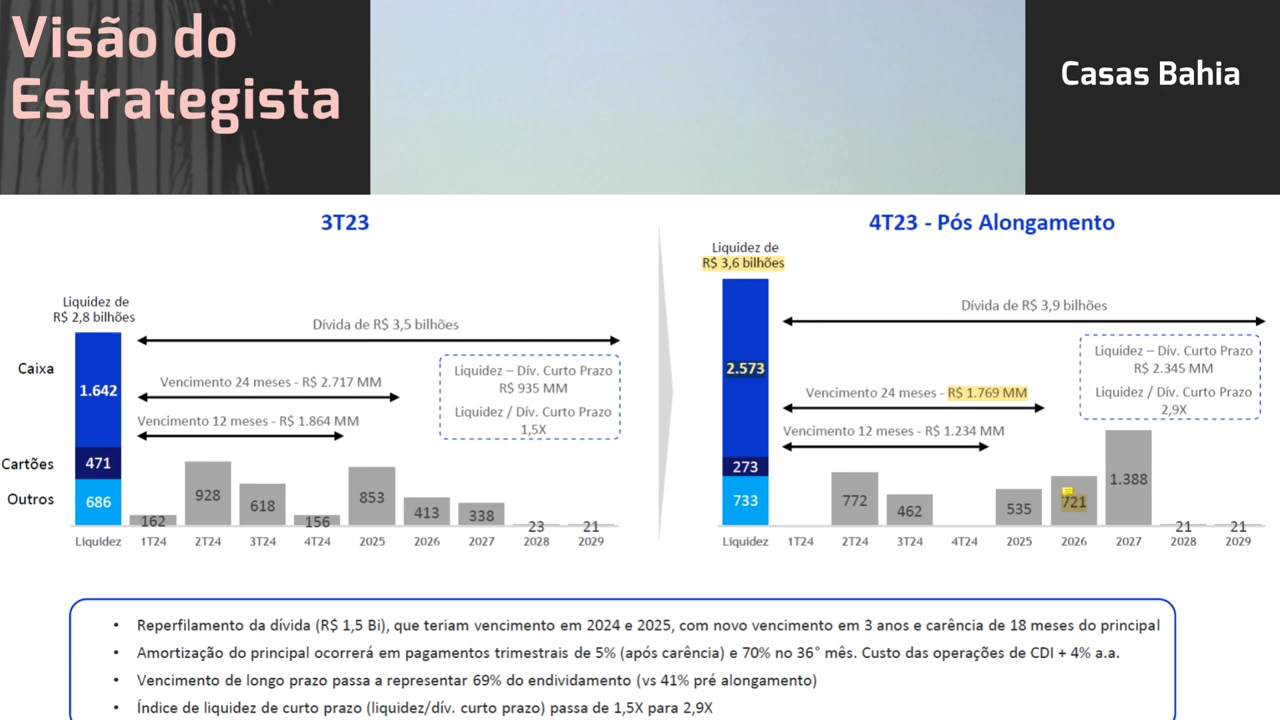 Visão do
Estrategista
Casas Bahia
3T23
Liquidez de
R$ 2,8 bilhões
Dívida de R$ 3,5 bilhões
Caixa
1.642
Vencimento 24 meses - R$ 2.717 MM
Vencimento 12 meses - R$ 1.864 MM
Liquidez – Dív. Curto Prazo
R$ 935 MM
Liquidez / Dív. Curto Prazo
1,5X
Cartões
471
Outros
686
162
928
618
156
853
413
338
23
21
Liquidez 1T24 2T24 3T24 4T24 2025 2026 2027 2028 2029
4T23 - Pós Alongamento
Liquidez de
R$ 3,6 bilhões
Dívida de R$ 3,9 bilhões
2.573
Vencimento 24 meses - R$ 1.769 MM
Vencimento 12 meses - R$ 1.234 MM
Liquidez – Dív. Curto Prazo
R$ 2.345 MM
Liquidez / Dív. Curto Prazo
2,9X
273
733
772
462
535
721
1.388
21
21
Liquidez 1T24 2T24 3T24 4T24 2025 2026 2027 2028 2029
• Reperfilamento da dívida (R$ 1,5 Bi), que teriam vencimento em 2024 e 2025, com novo vencimento em 3 anos e carência de 18 meses do principal
• Amortização do principal ocorrerá em pagamentos trimestrais de 5% (após carência) e 70% no 36° mês. Custo das operações de CDI + 4% a.a.
• Vencimento de longo prazo passa a representar 69% do endividamento (vs 41% pré alongamento)
• Índice de liquidez de curto prazo (liquidez/dív. curto prazo) passa de 1,5X para 2,9X